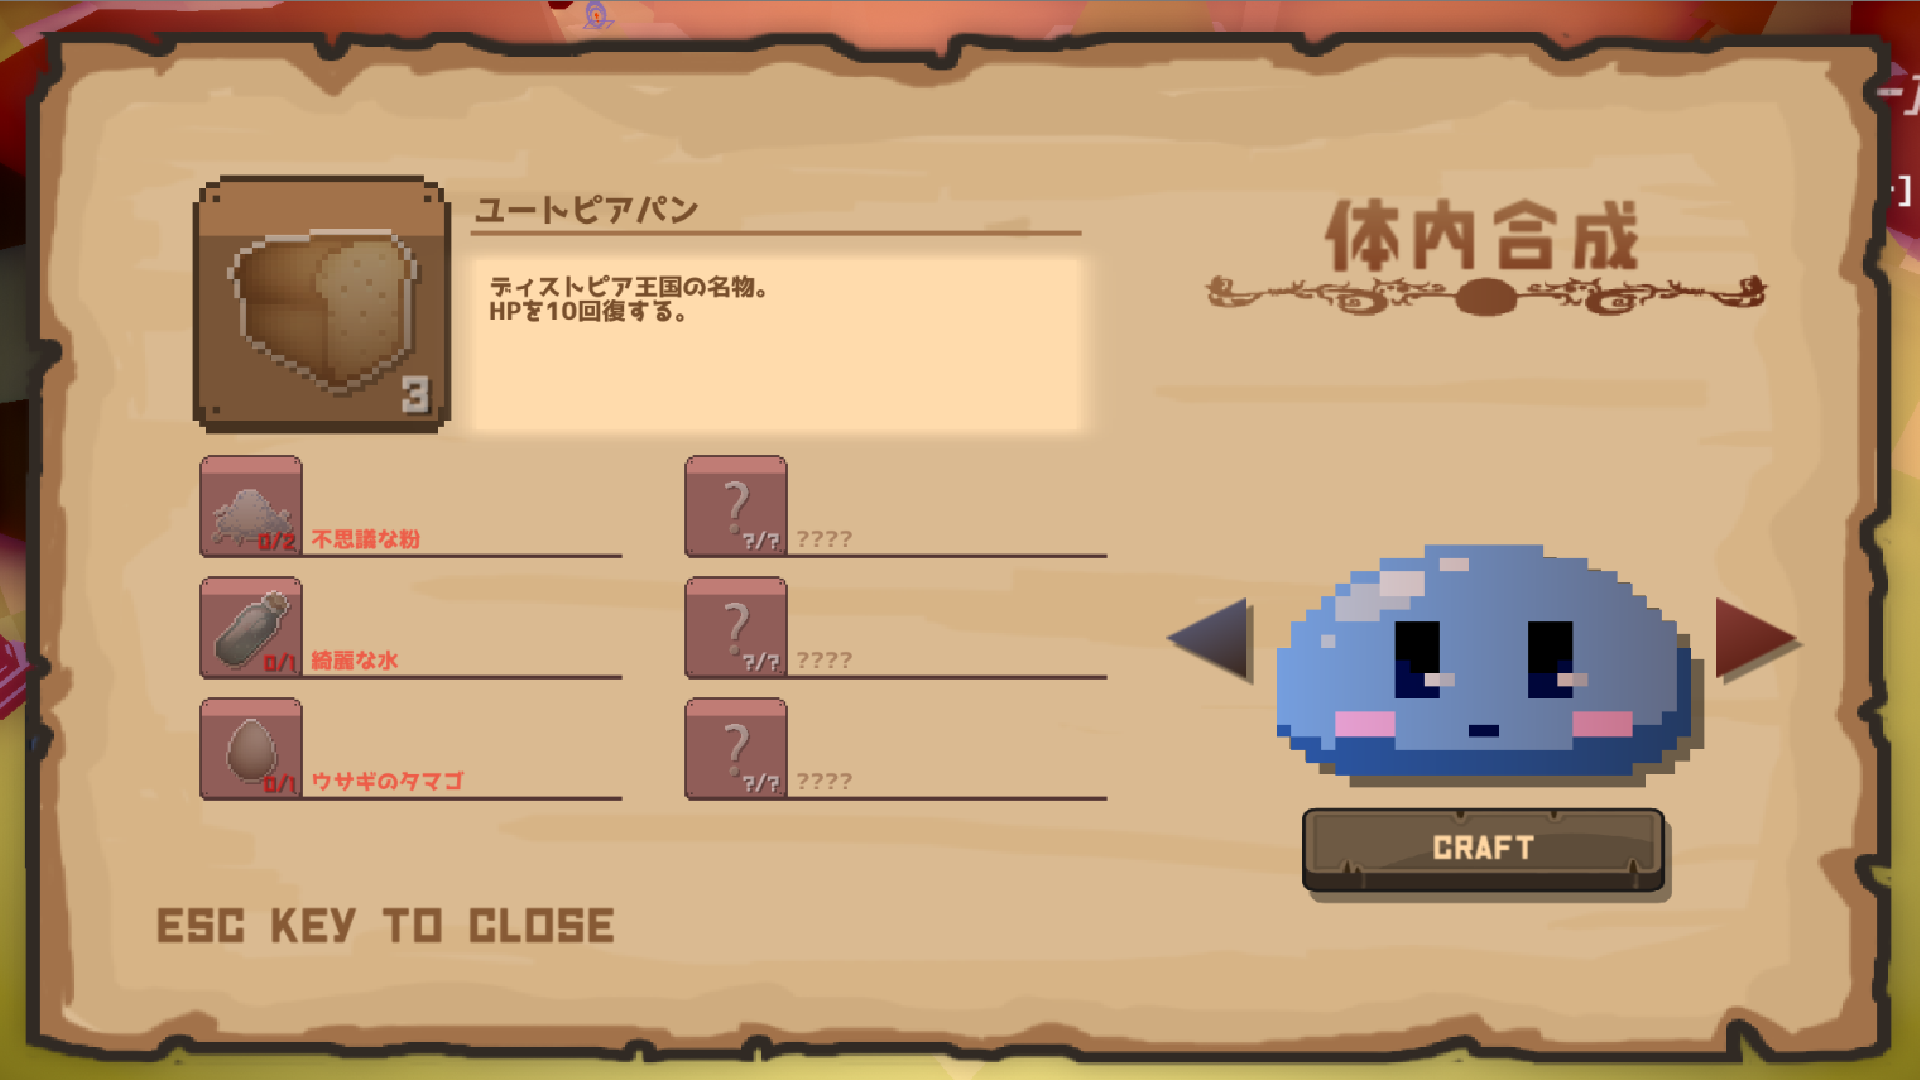 ユートピアパン
ディストピア王国の名物。
HPを10回復する。
3
体内合成
0/2 不思議な粉
?
?/? ????
0/1 綺麗な水
?
?/? ????
0/1 ウサギのタマゴ
?
?/? ????
CRAFT
ESC KEY TO CLOSE